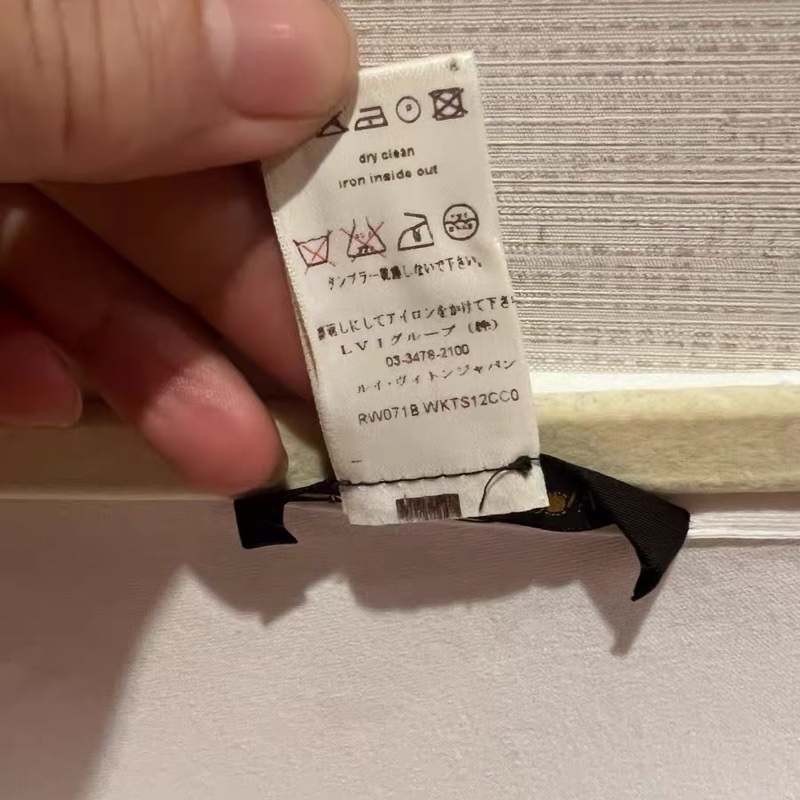 dry clean
iron inside out
タンブラー乾燥しないで下さい。
裏返しにしてアイロンをかけて下さい
LVJグループ（株）
03-3478-2100
ルイ・ヴィトンジャパン
RW071B WKTS12CC0